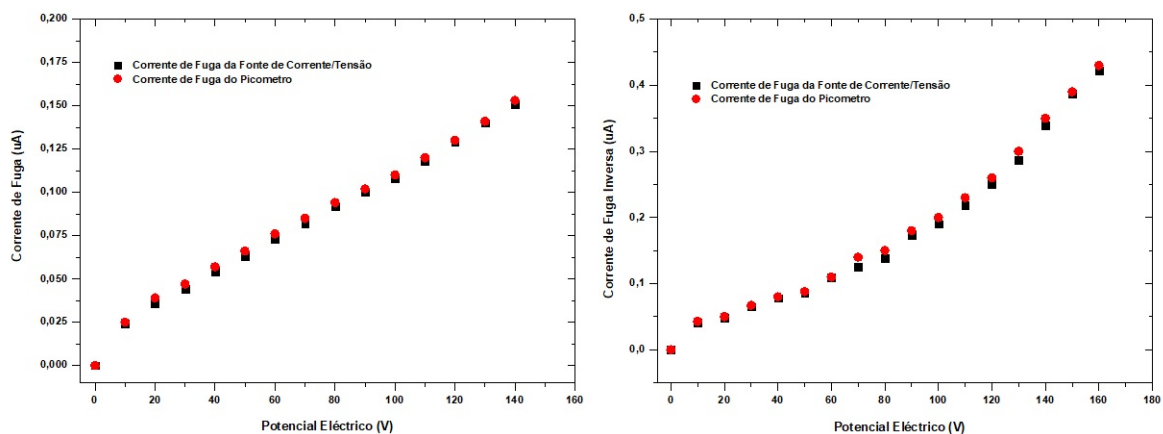 0,200
0,175
0,150
0,125
0,100
0,075
0,050
0,025
0,000
Corrente de Fuga (uA)
Corrente de Fuga da Fonte de Corrente/Tensão
Corrente de Fuga do Picometro
0 20 40 60 80 100 120 140 160
Potencial Eléctrico (V)
0,5
0,4
0,3
0,2
0,1
0,0
Corrente de Fuga Inversa (uA)
Corrente de Fuga da Fonte de Corrente/Tensão
Corrente de Fuga do Picometro
0 20 40 60 80 100 120 140 160 180
Potencial Eléctrico (V)